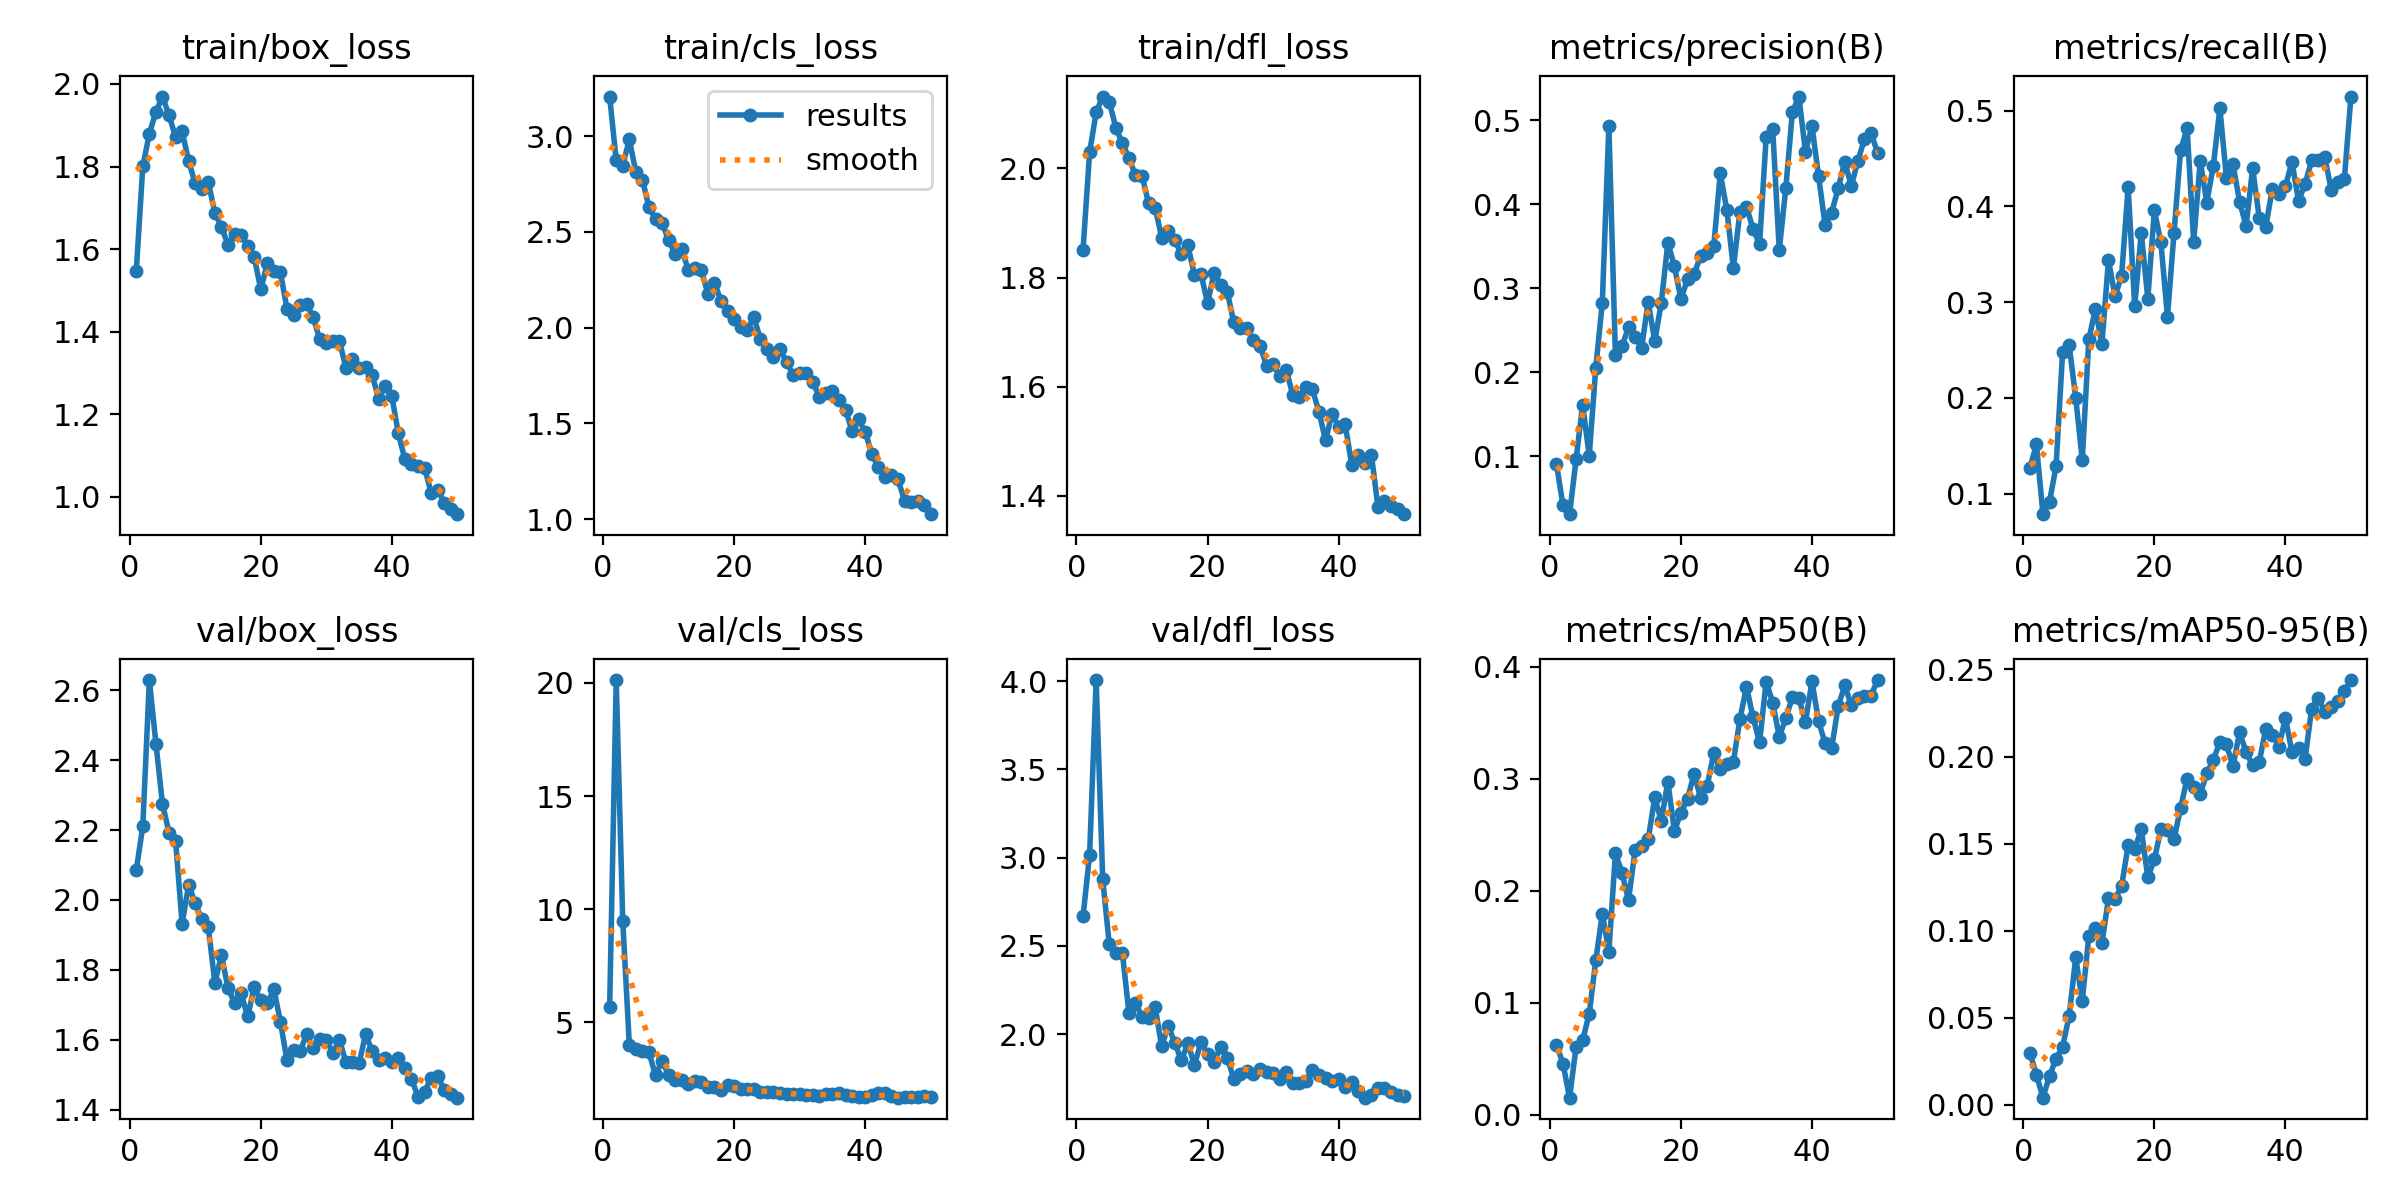 train/box_loss
2.0
1.8
1.6
1.4
1.2
1.0
0 20 40
train/cls_loss
results
smooth
3.0
2.5
2.0
1.5
1.0
0 20 40
train/dfl_loss
2.0
1.8
1.6
1.4
0 20 40
metrics/precision(B)
0.5
0.4
0.3
0.2
0.1
0 20 40
metrics/recall(B)
0.5
0.4
0.3
0.2
0.1
0 20 40
val/box_loss
2.6
2.4
2.2
2.0
1.8
1.6
1.4
0 20 40
val/cls_loss
20
15
10
5
0 20 40
val/dfl_loss
4.0
3.5
3.0
2.5
2.0
0 20 40
metrics/mAP50(B)
0.4
0.3
0.2
0.1
0.0
0 20 40
metrics/mAP50-95(B)
0.25
0.20
0.15
0.10
0.05
0.00
0 20 40